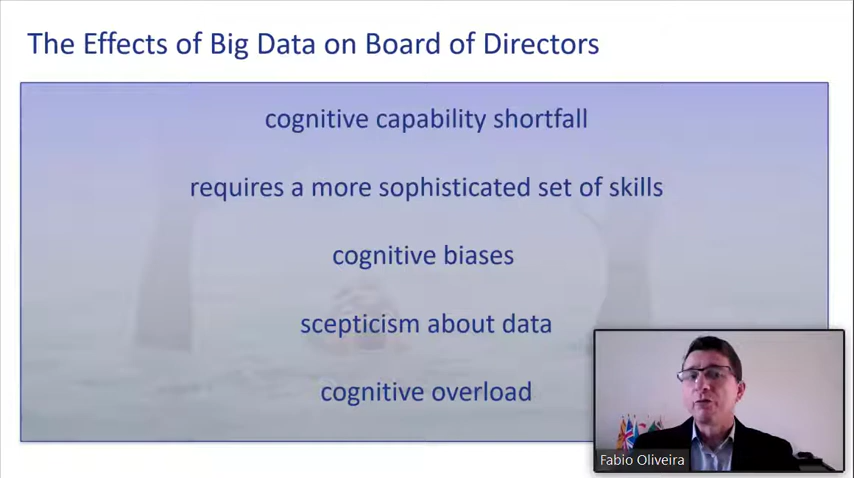 The Effects of Big Data on Board of Directors
cognitive capability shortfall
requires a more sophisticated set of skills
cognitive biases
scepticism about data
cognitive overload
Fabio Oliveira